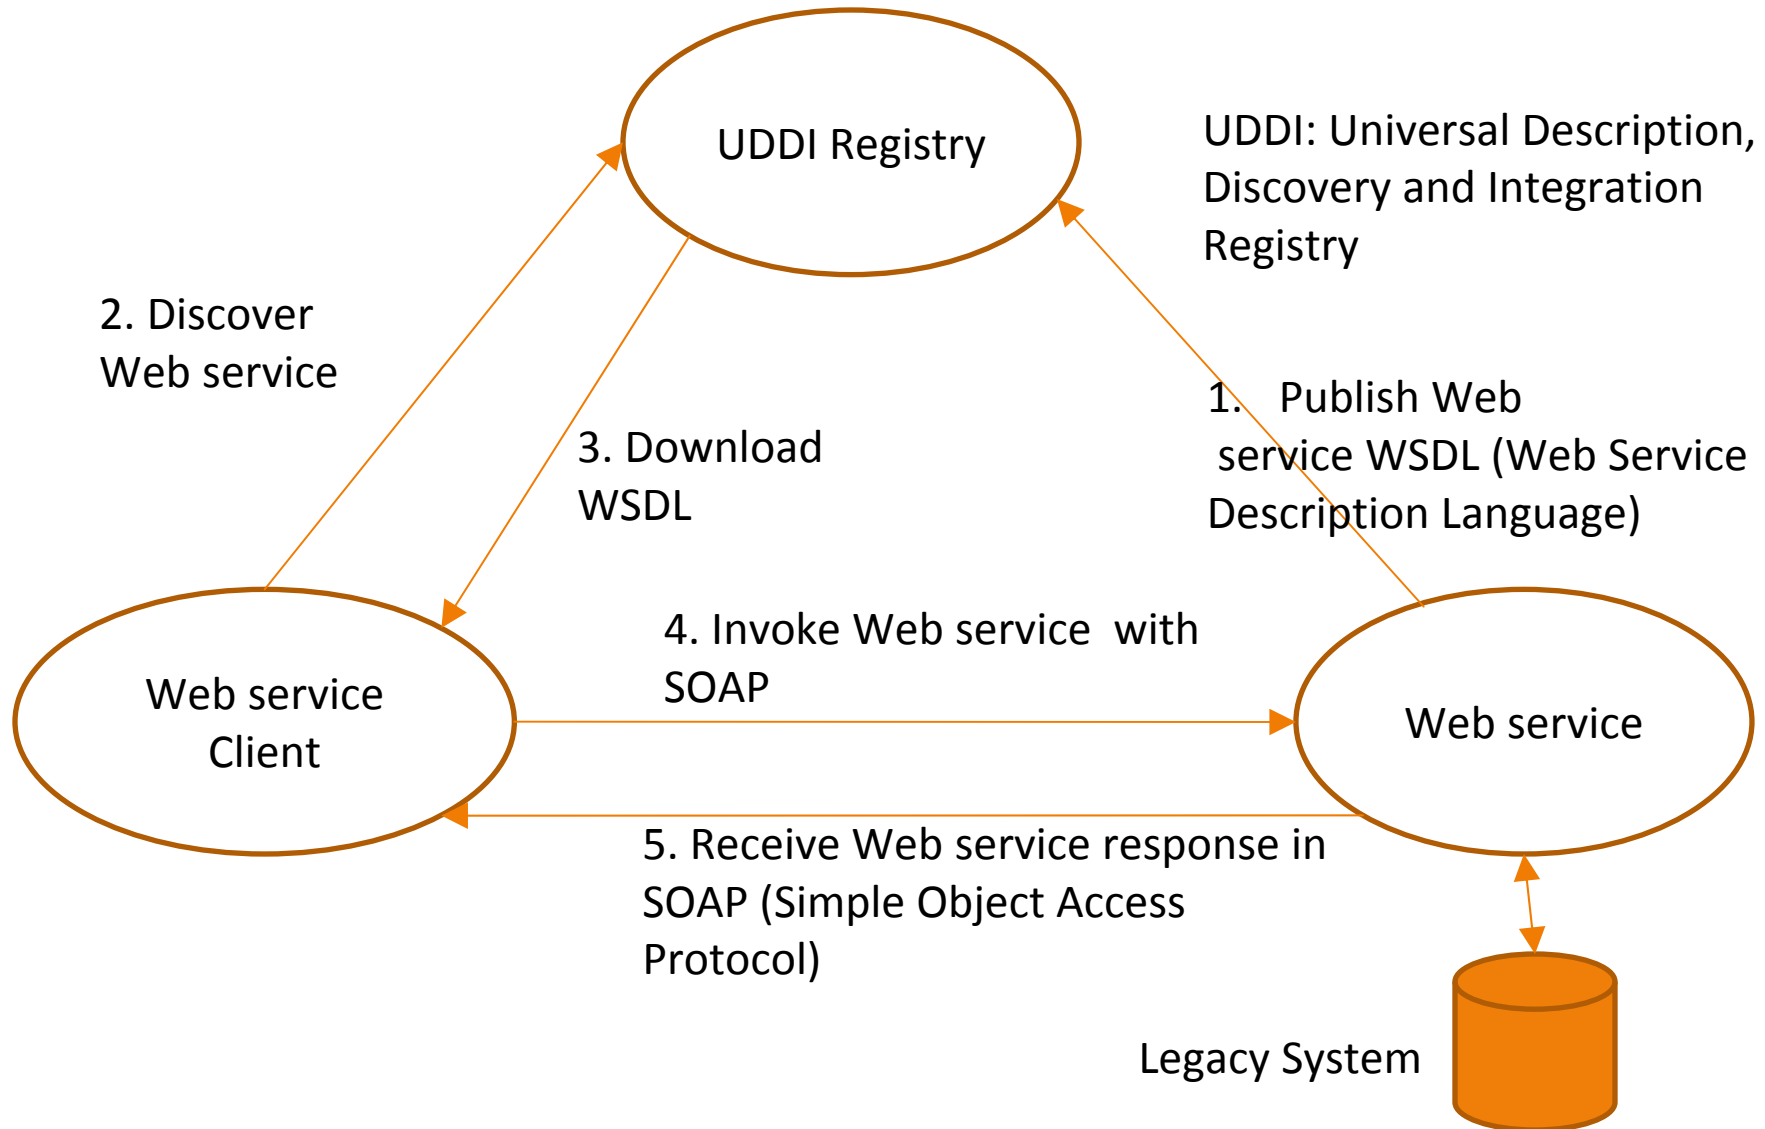 UDDI Registry
UDDI: Universal Description,
Discovery and Integration
Registry
2. Discover
Web service
1. Publish Web
service WSDL (Web Service
Description Language)
3. Download
WSDL
4. Invoke Web service with
SOAP
Web service
Client
Web service
5. Receive Web service response in
SOAP (Simple Object Access
Protocol)
Legacy System